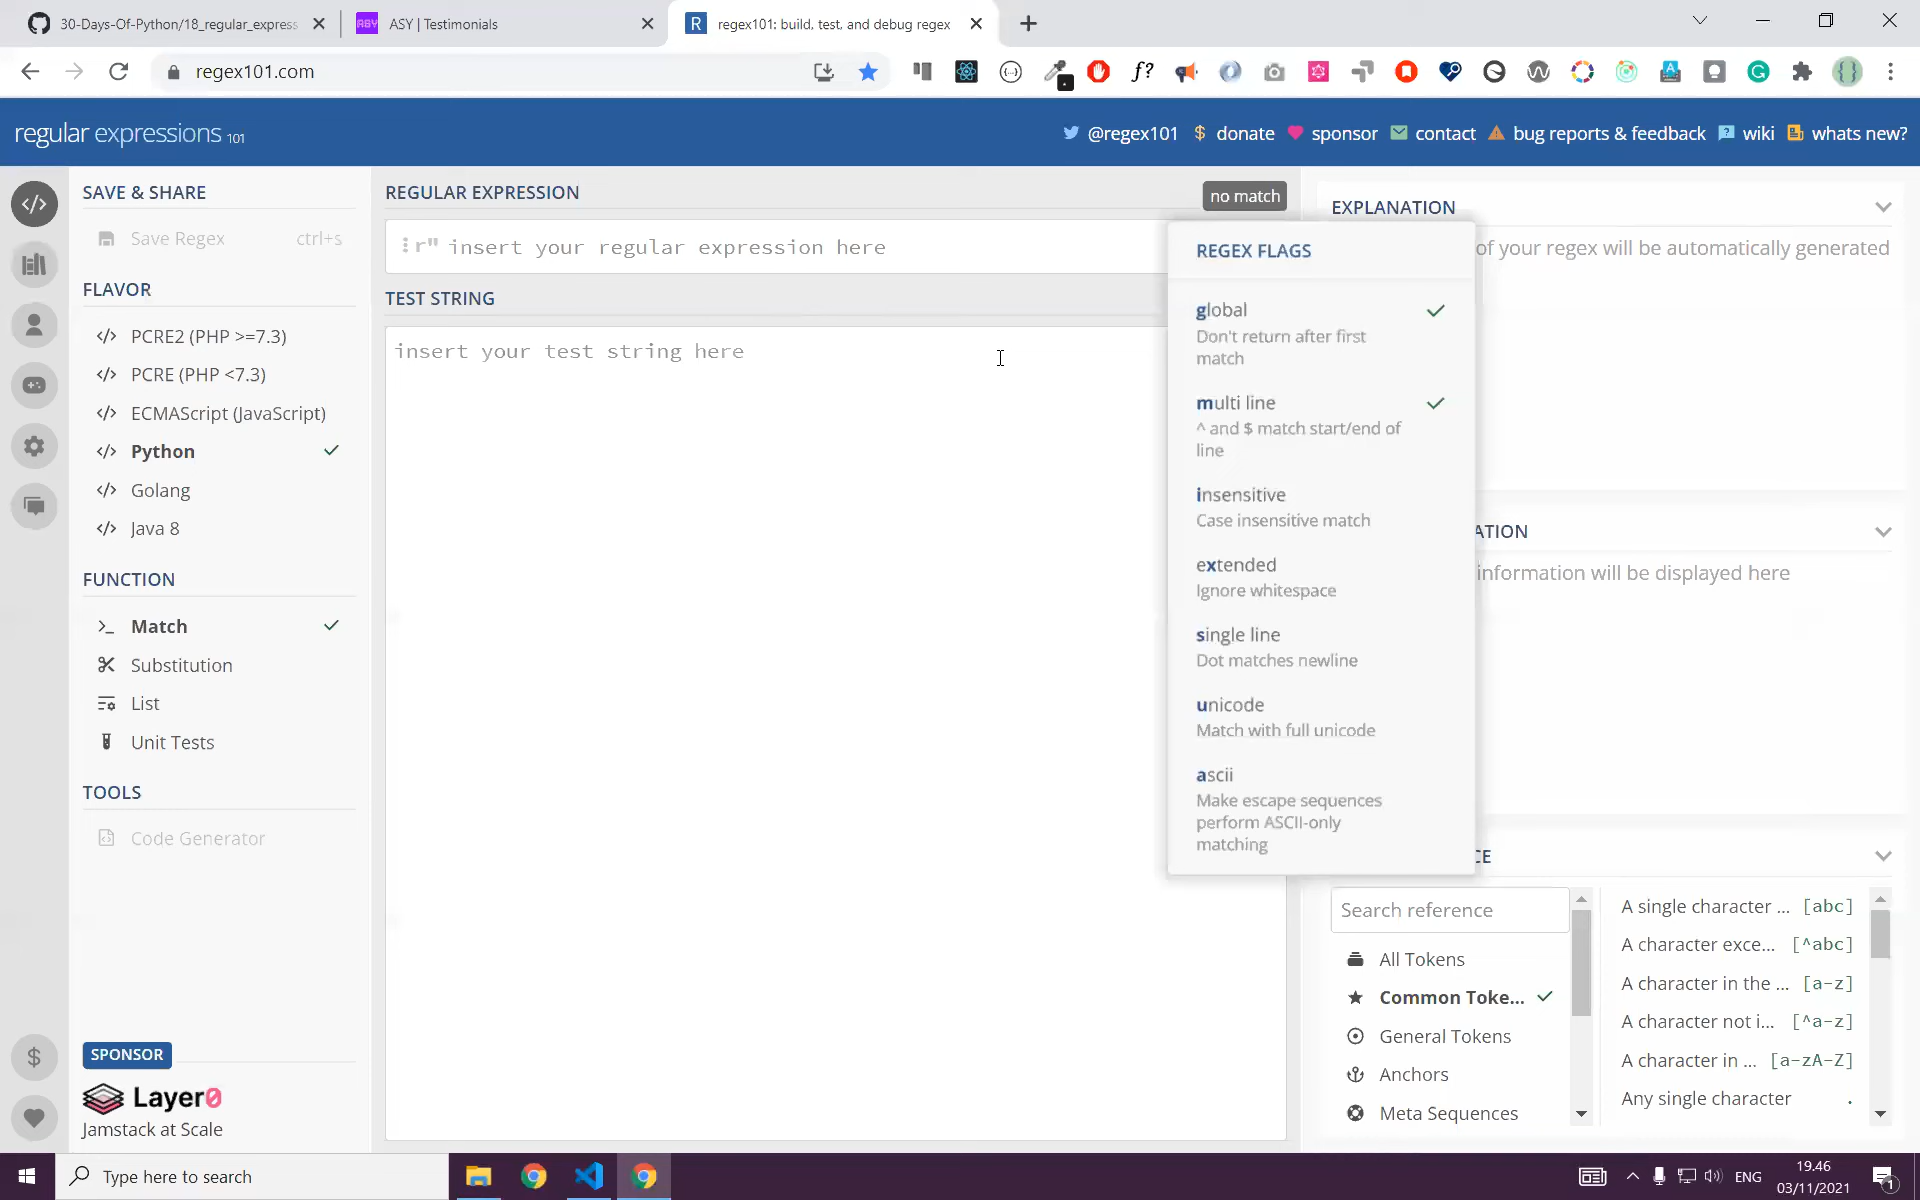 30-Days-Of-Python/18_regular_express
ASY
ASY | Testimonials
R
regex101: build, test, and debug regex
regex101.com
f?
regular expressions 101
@regex101
$ donate
sponsor
contact
bug reports & feedback
wiki
whats new?
SAVE & SHARE
Save Regex
ctrl+s
FLAVOR
</> PCRE2 (PHP >=7.3)
</> PCRE (PHP <7.3)
</> ECMAScript (JavaScript)
</> Python
</> Golang
</> Java 8
FUNCTION
>_ Match
Substitution
List
Unit Tests
TOOLS
Code Generator
SPONSOR
Layer0
Jamstack at Scale
REGULAR EXPRESSION
no match
r" insert your regular expression here
TEST STRING
insert your test string here
REGEX FLAGS
global
Don't return after first
match
multi line
^ and $ match start/end of
line
insensitive
Case insensitive match
extended
Ignore whitespace
single line
Dot matches newline
unicode
Match with full unicode
ascii
Make escape sequences
perform ASCII-only
matching
EXPLANATION
of your regex will be automatically generated
ATION
information will be displayed here
CE
Search reference
All Tokens
Common Toke...
General Tokens
Anchors
Meta Sequences
A single character ... [abc]
A character exce... [^abc]
A character in the ... [a-z]
A character not i... [^a-z]
A character in ... [a-zA-Z]
Any single character .
Type here to search
ENG
19.46
03/11/2021
1